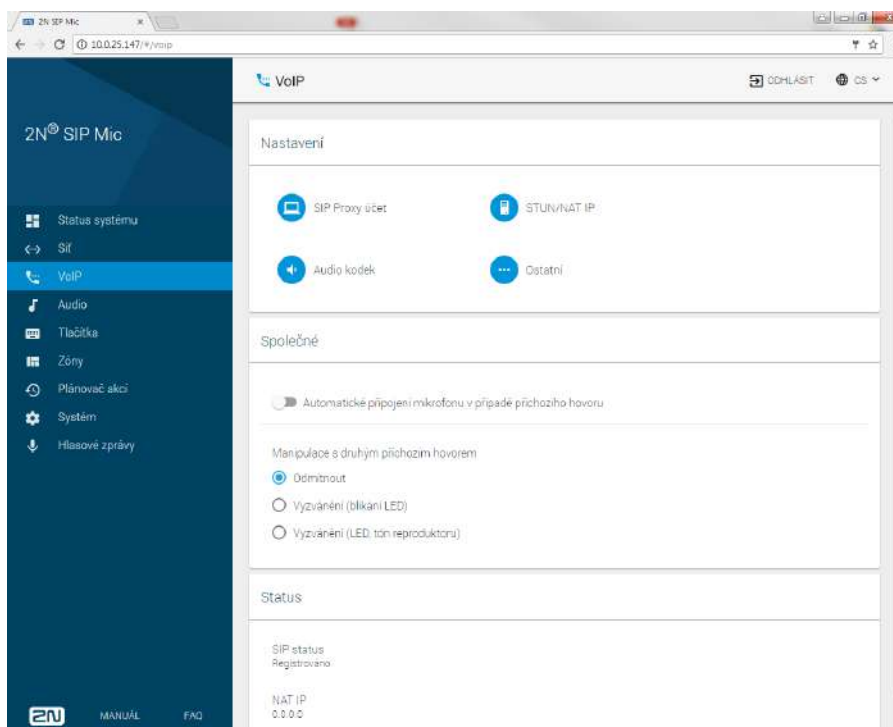 2N SIP Mic
10.0.25.147/#/voip
VoIP
ODHLÁSIT
CS
2N® SIP Mic
Status systému
Síť
VoIP
Audio
Tlačítka
Zóny
Plánovač akcí
Systém
Hlasové zprávy
2N
MANUÁL
FAQ
Nastavení
SIP Proxy účet
STUN/NAT IP
Audio kodek
Ostatní
Společné
Automatické připojení mikrofonu v případě příchozího hovoru
Manipulace s druhým příchozím hovorem
Odmítnout
Vyzvánění (blikání LED)
Vyzvánění (LED, tón reproduktoru)
Status
SIP status
Registrováno
NAT IP
0.0.0.0